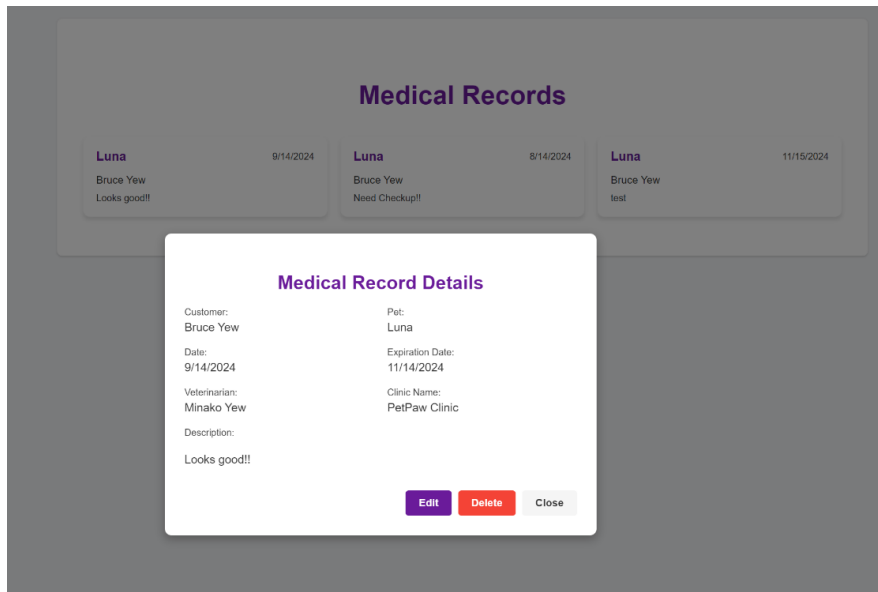 Medical Records
Luna 9/14/2024
Bruce Yew
Looks good!!
Luna 8/14/2024
Bruce Yew
Need Checkup!!
Luna 11/15/2024
Bruce Yew
test
Medical Record Details
Customer: Pet:
Bruce Yew Luna
Date: Expiration Date:
9/14/2024 11/14/2024
Veterinarian: Clinic Name:
Minako Yew PetPaw Clinic
Description:
Looks good!!
Edit Delete Close